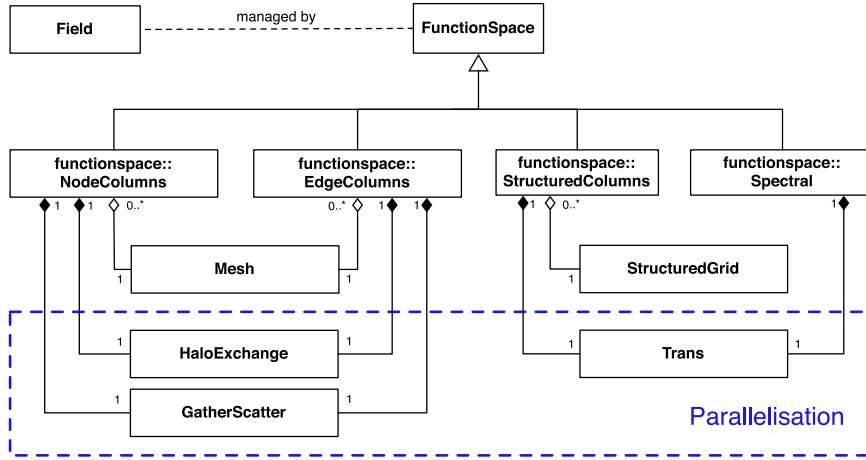 Field
managed by
FunctionSpace
functionspace::
NodeColumns
functionspace::
EdgeColumns
functionspace::
StructuredColumns
functionspace::
Spectral
1
1
0..*
0..*
1
1
1
0..*
1
Mesh
1
1
StructuredGrid
1
HaloExchange
1
1
Trans
1
1
GatherScatter
1
1
Parallelisation